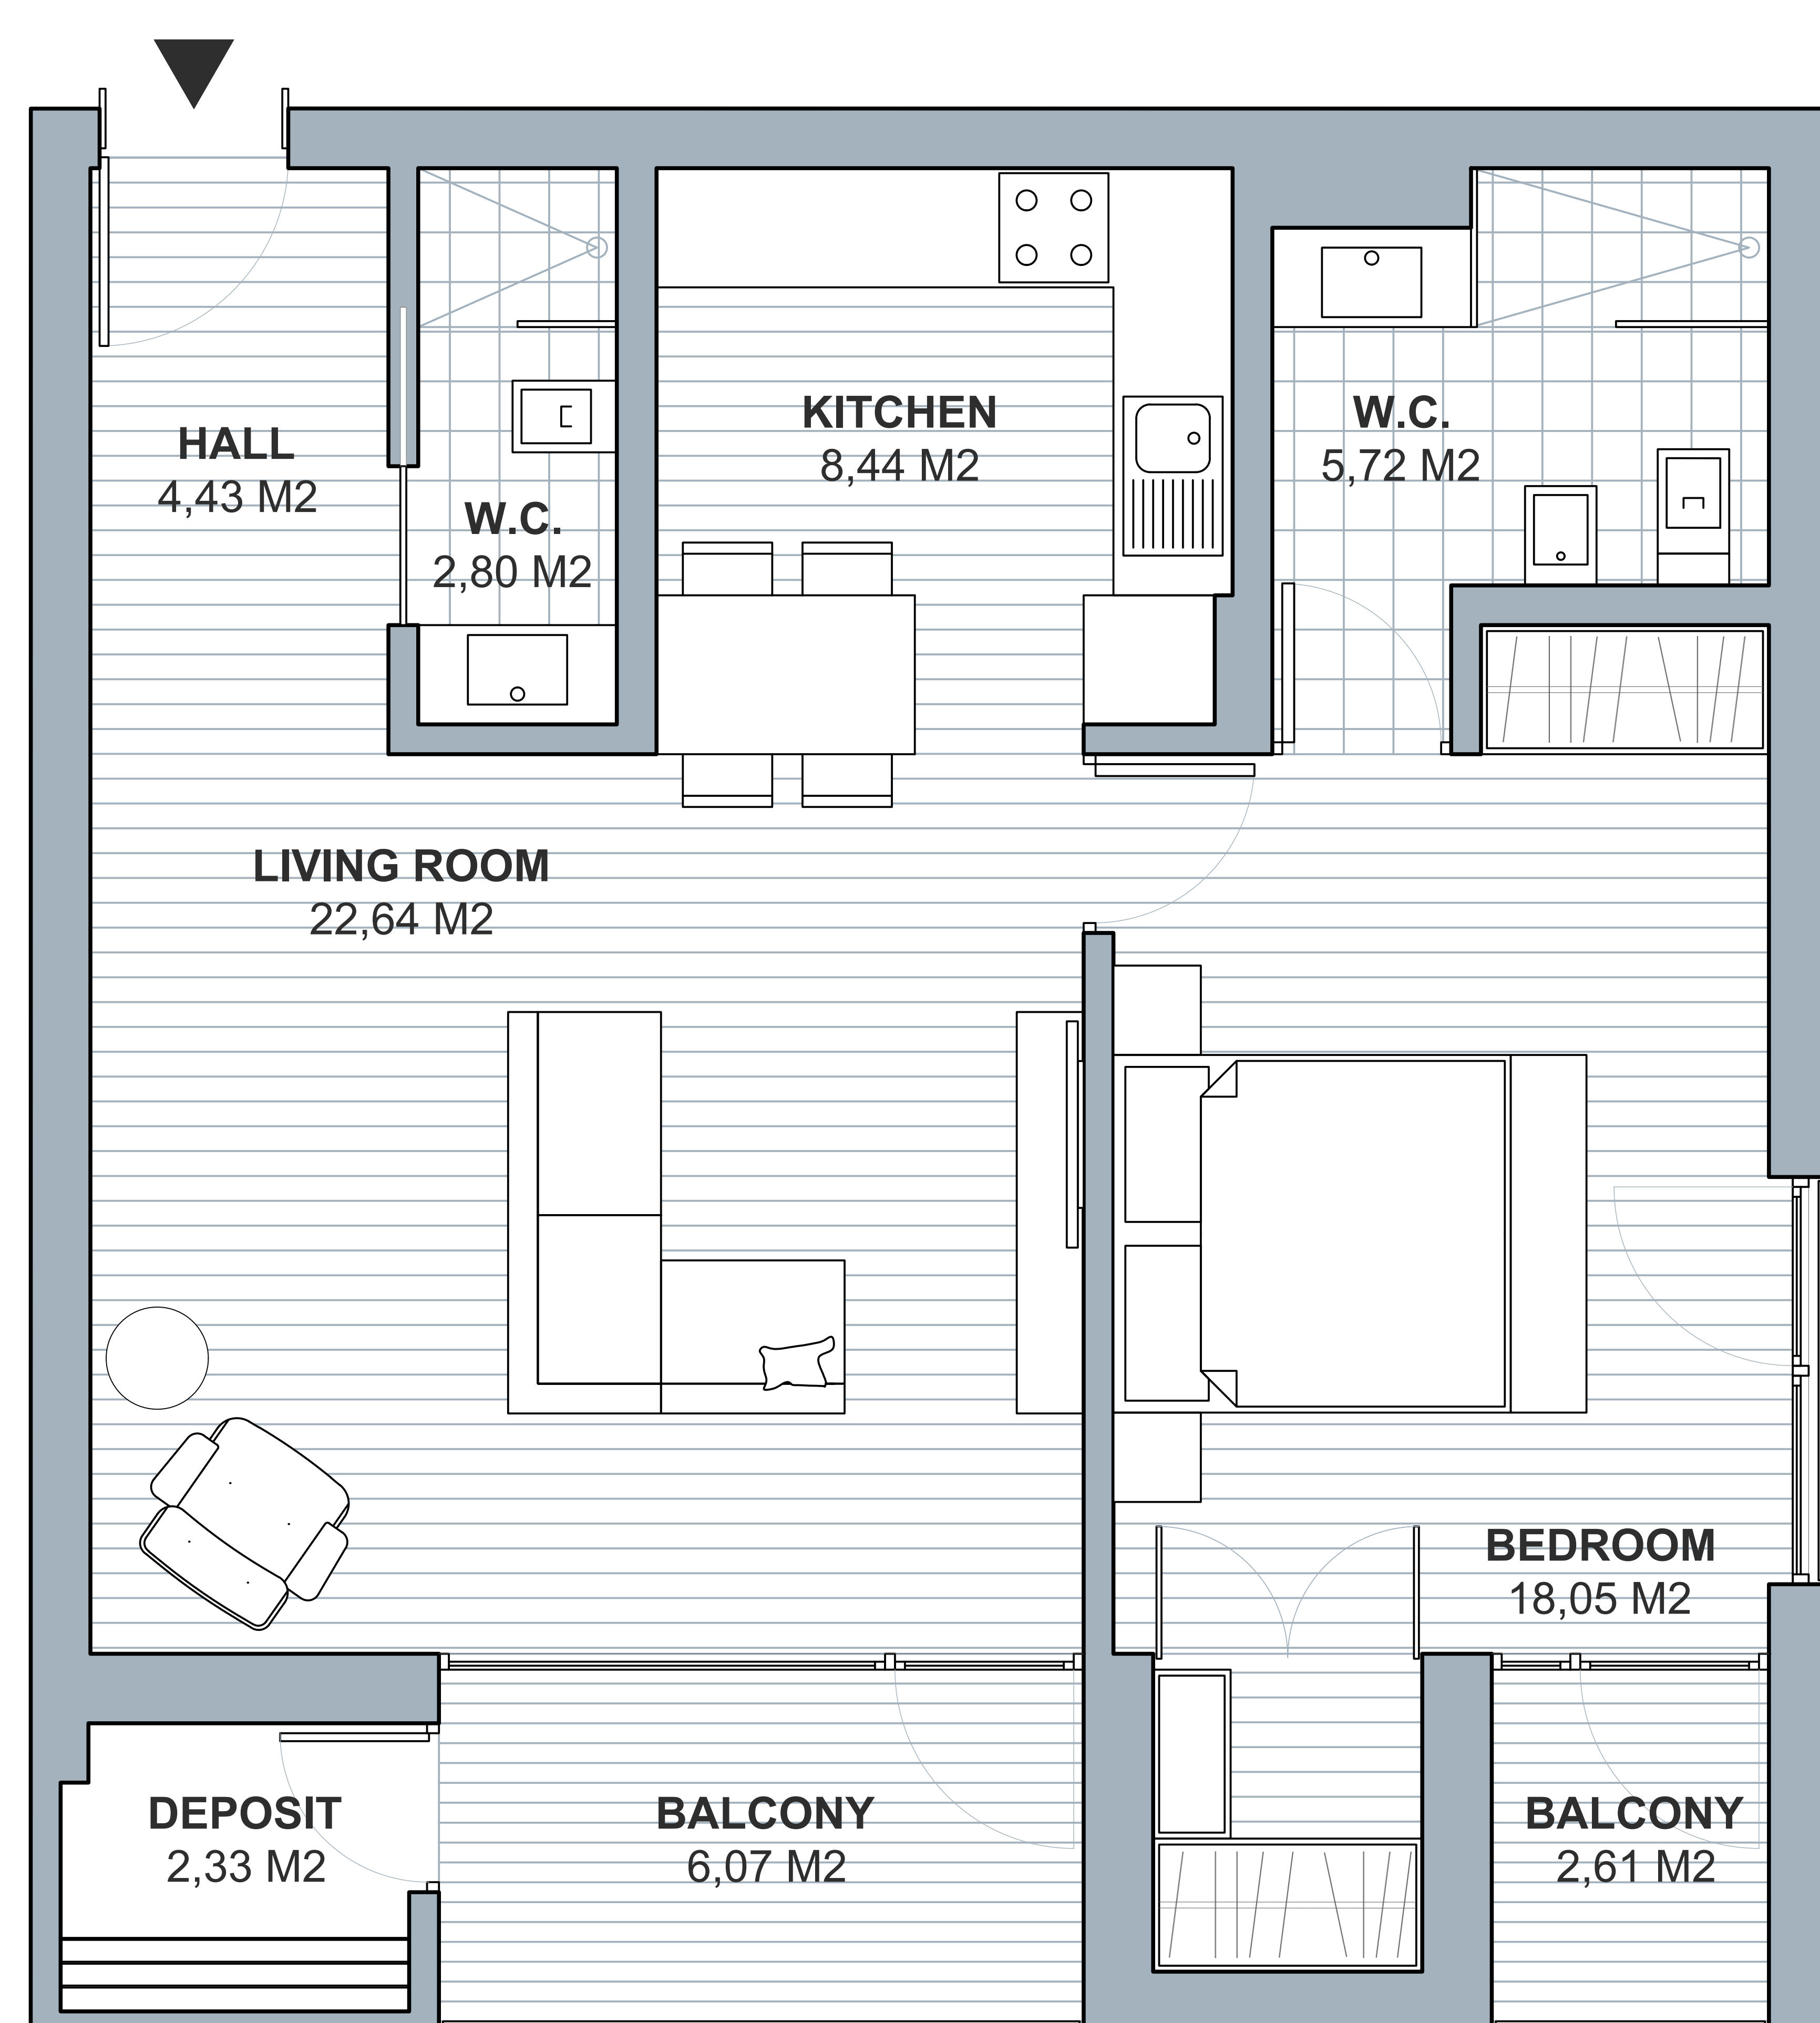 KITCHEN
8,44 M2
W.C.
5,72 M2
HALL
4,43 M2
W.C.
2,80 M2
LIVING ROOM
22,64 M2
BEDROOM
18,05 M2
DEPOSIT
2,33 M2
BALCONY
6,07 M2
BALCONY
2,61 M2